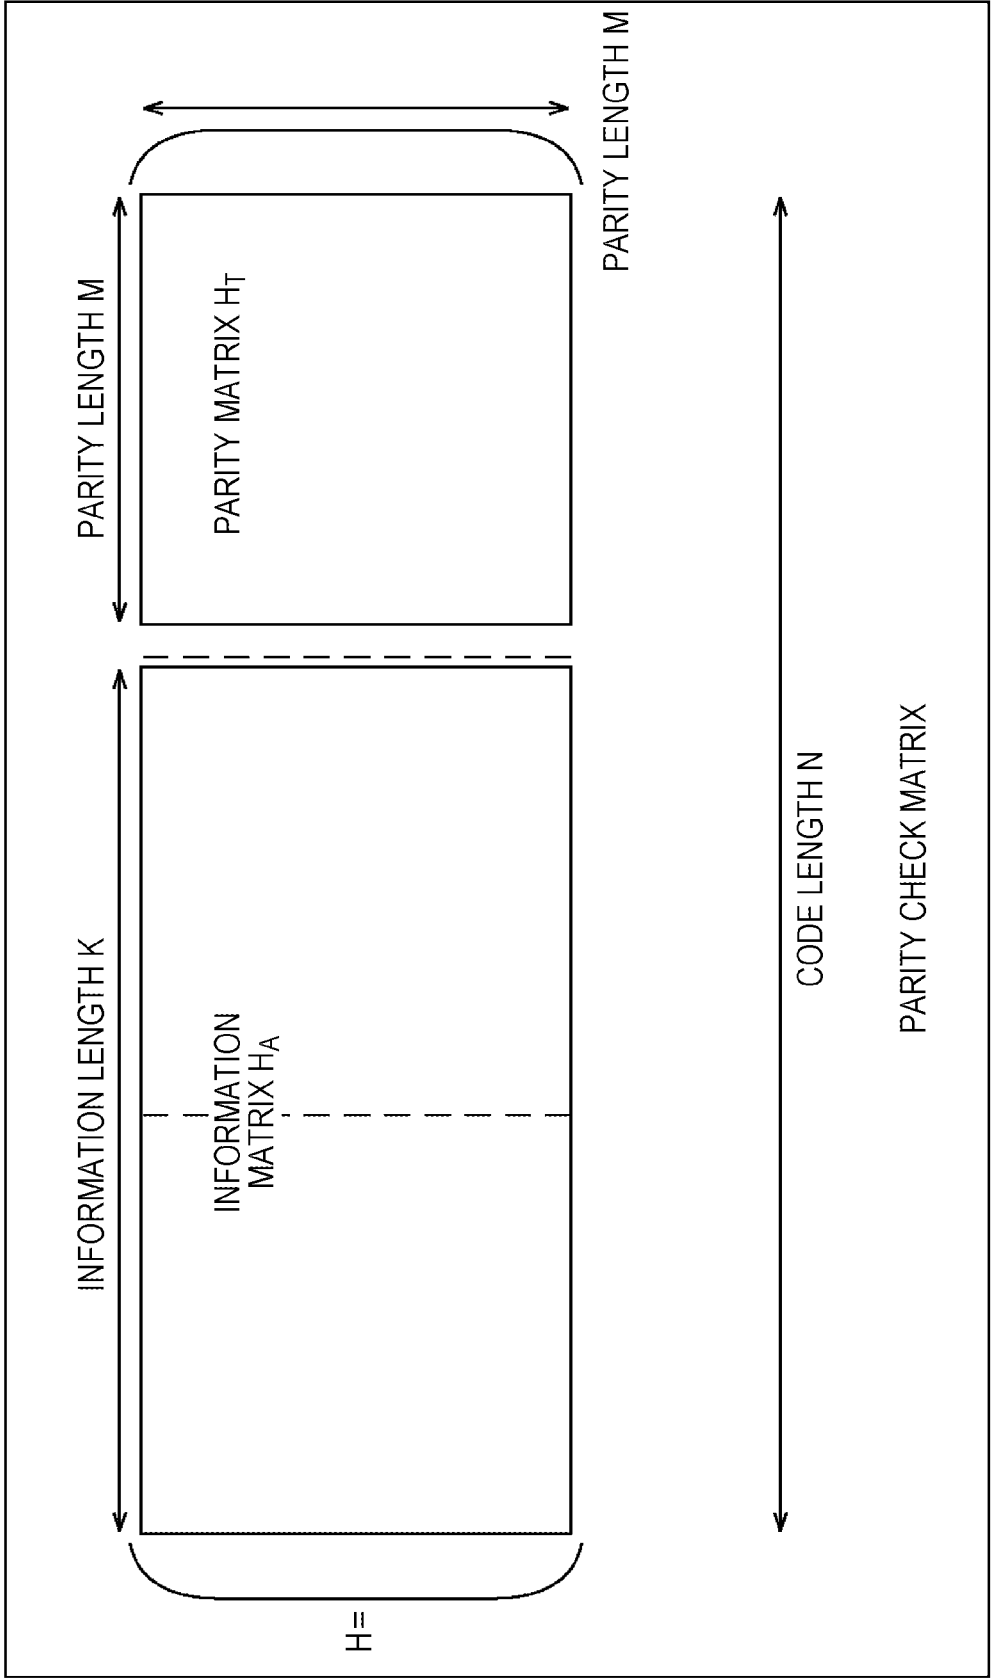 INFORMATION LENGTH K
PARITY LENGTH M
H=
INFORMATION
MATRIX HA
PARITY MATRIX HT
PARITY LENGTH M
CODE LENGTH N
PARITY CHECK MATRIX